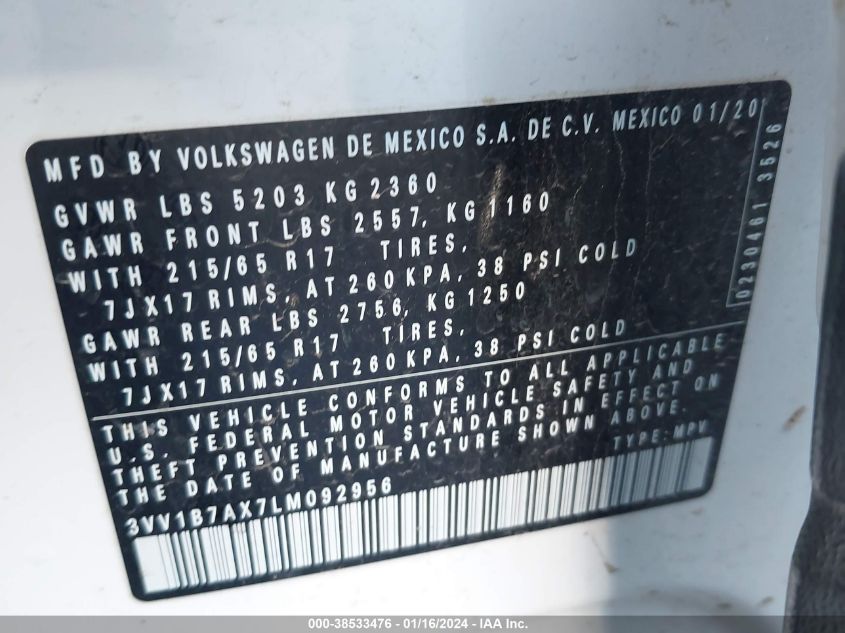 MFD BY VOLKSWAGEN DE MEXICO S.A. DE C.V. MEXICO 01/20
GVWR LBS 5203 KG 2360
GAWR FRONT LBS 2557, KG 1160
WITH 215/65 R17 TIRES,
7JX17 RIMS, AT 260 KPA, 38 PSI COLD
GAWR REAR LBS 2756, KG 1250
WITH 215/65 R17 TIRES,
7JX17 RIMS, AT 260 KPA, 38 PSI COLD
THIS VEHICLE CONFORMS TO ALL APPLICABLE
U.S. FEDERAL MOTOR VEHICLE SAFETY AND
THEFT PREVENTION STANDARDS IN EFFECT ON
THE DATE OF MANUFACTURE SHOWN ABOVE.
3VV1B7AX7LM092956 TYPE: MPV
0230461 3526
000-38533476 - 01/16/2024 - IAA Inc.